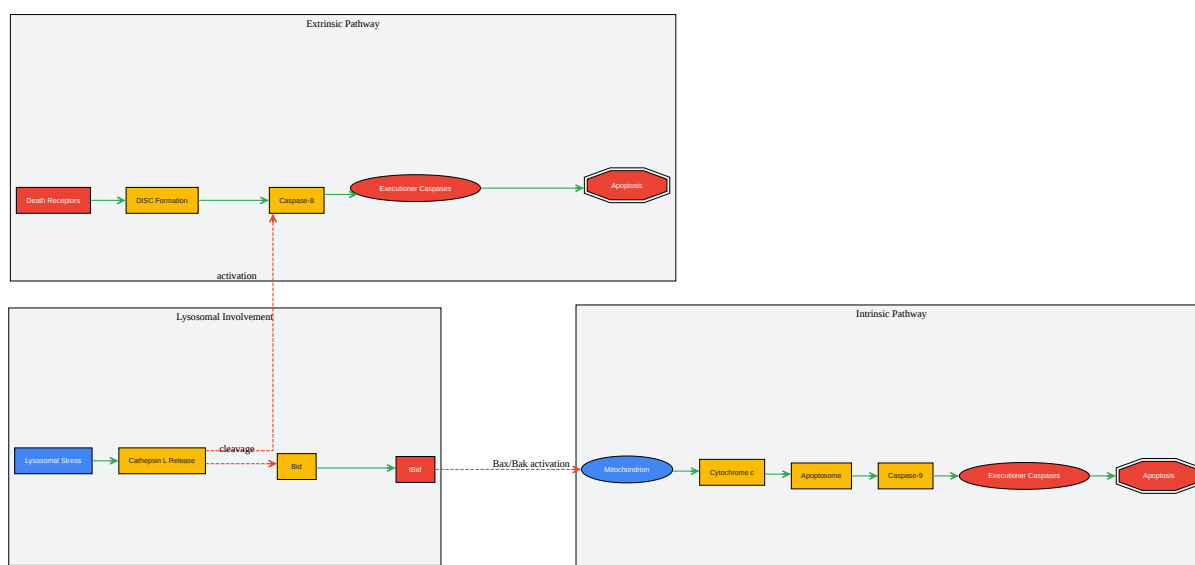 Extrinsic Pathway
Death Receptors
DISC Formation
Caspase-8
Executioner Caspases
Apoptosis
activation
Lysosomal Involvement
Lysosomal Stress
Cathepsin L Release
cleavage
Bid
tBid
Bax/Bak activation
Intrinsic Pathway
Mitochondrion
Cytochrome c
Apoptosome
Caspase-9
Executioner Caspases
Apoptosis